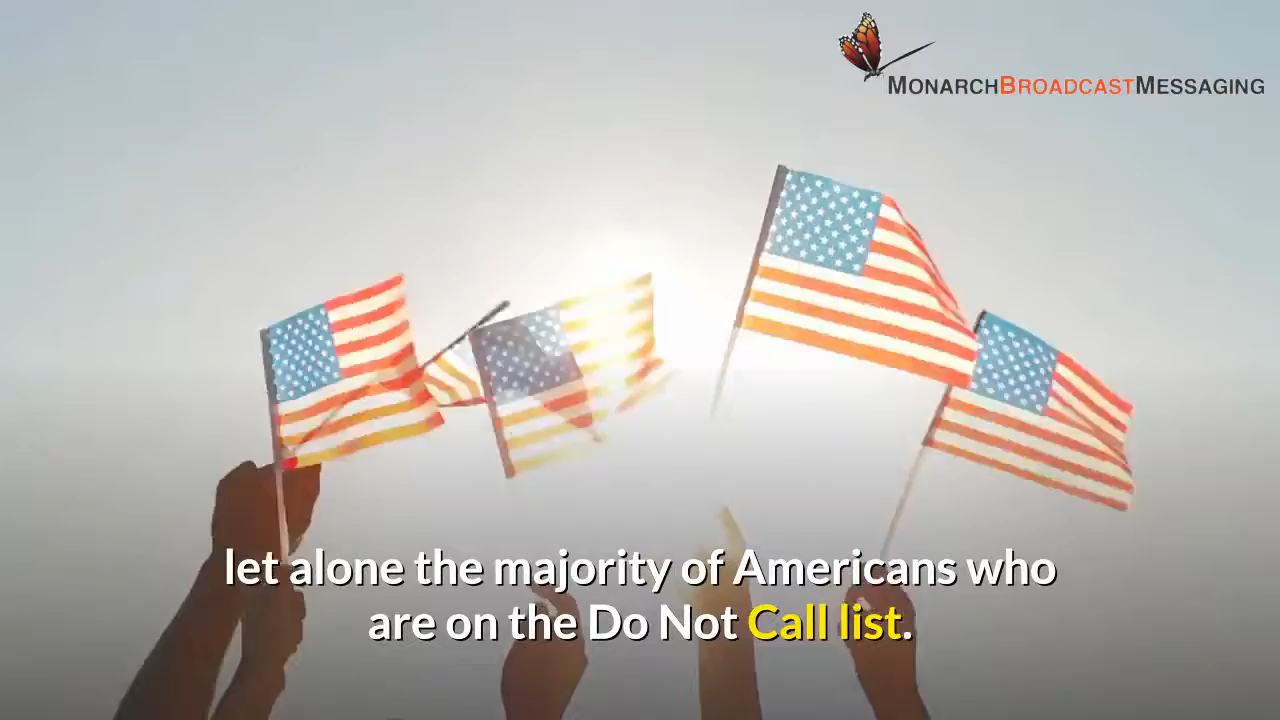 MONARCHBROADCASTMESSAGING
let alone the majority of Americans who
are on the Do Not Call list.